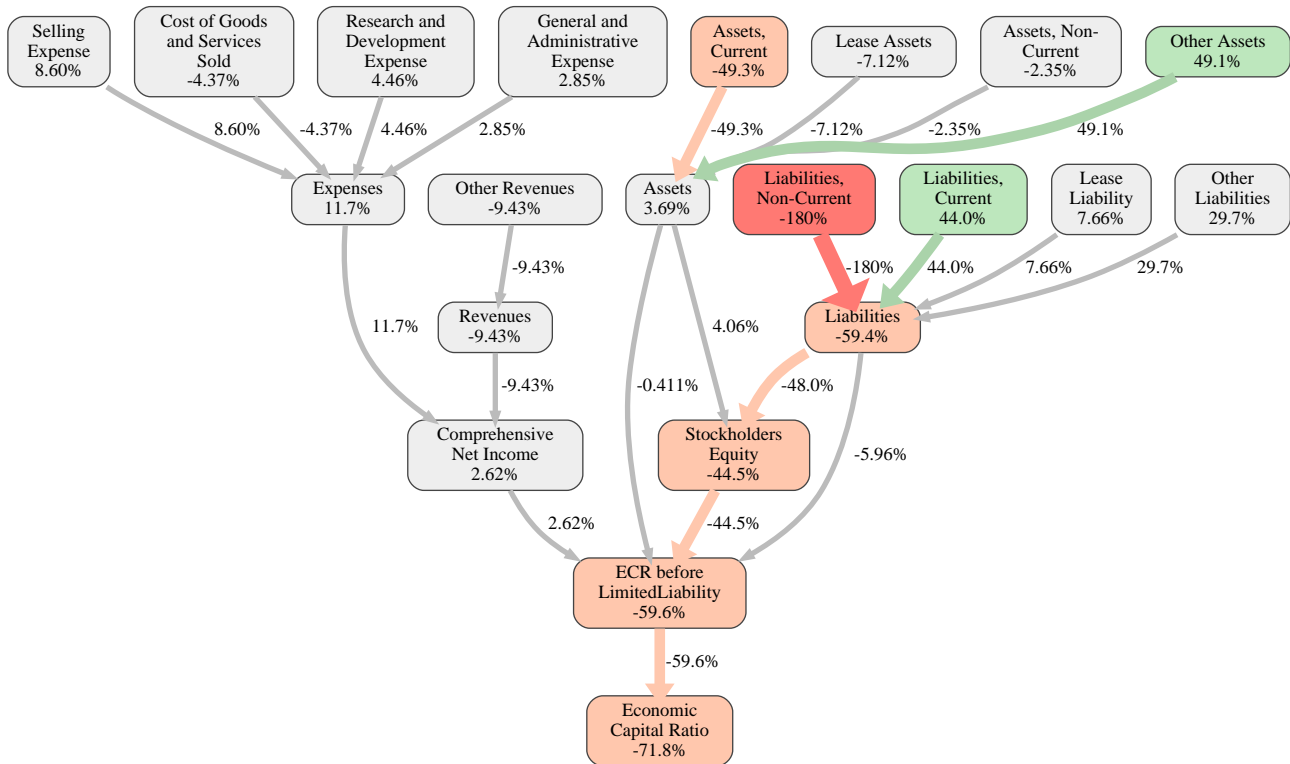 Selling
Expense
8.60%
Cost of Goods
and Services
Sold
-4.37%
Research and
Development
Expense
4.46%
General and
Administrative
Expense
2.85%
Assets,
Current
-49.3%
Lease Assets
-7.12%
Assets, Non-
Current
-2.35%
Other Assets
49.1%
8.60%
-4.37%
4.46%
2.85%
-49.3%
-7.12%
-2.35%
49.1%
Expenses
11.7%
Other Revenues
-9.43%
Assets
3.69%
Liabilities,
Non-Current
-180%
Liabilities,
Current
44.0%
Lease
Liability
7.66%
Other
Liabilities
29.7%
-9.43%
-180%
44.0%
7.66%
29.7%
Revenues
-9.43%
Liabilities
-59.4%
11.7%
4.06%
-9.43%
-0.411%
-48.0%
Comprehensive
Net Income
2.62%
Stockholders
Equity
-44.5%
-5.96%
2.62%
-44.5%
ECR before
LimitedLiability
-59.6%
-59.6%
Economic
Capital Ratio
-71.8%